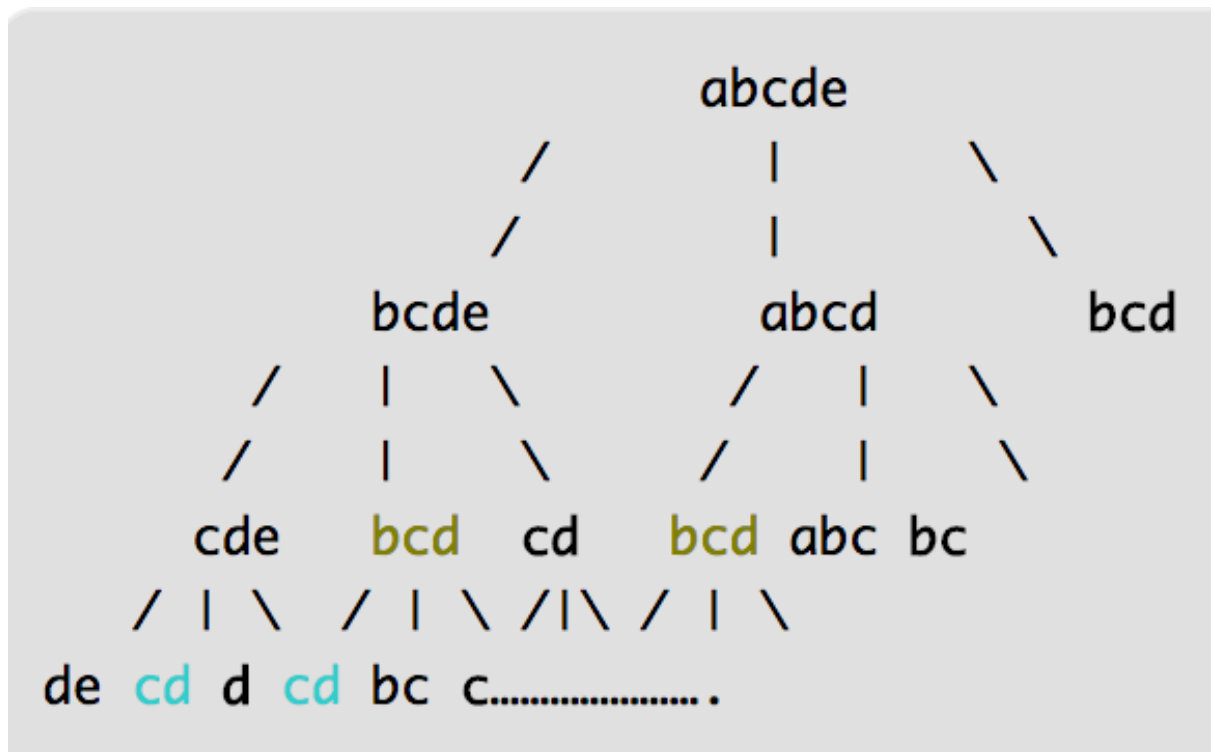 abcde
/ | \
/ | \
bcde abcd bcd
/ | \ / | \
/ | \ / | \
cde bcd cd bcd abc bc
/ | \ / | \ /|\ / | \
de cd d cd bc c......................